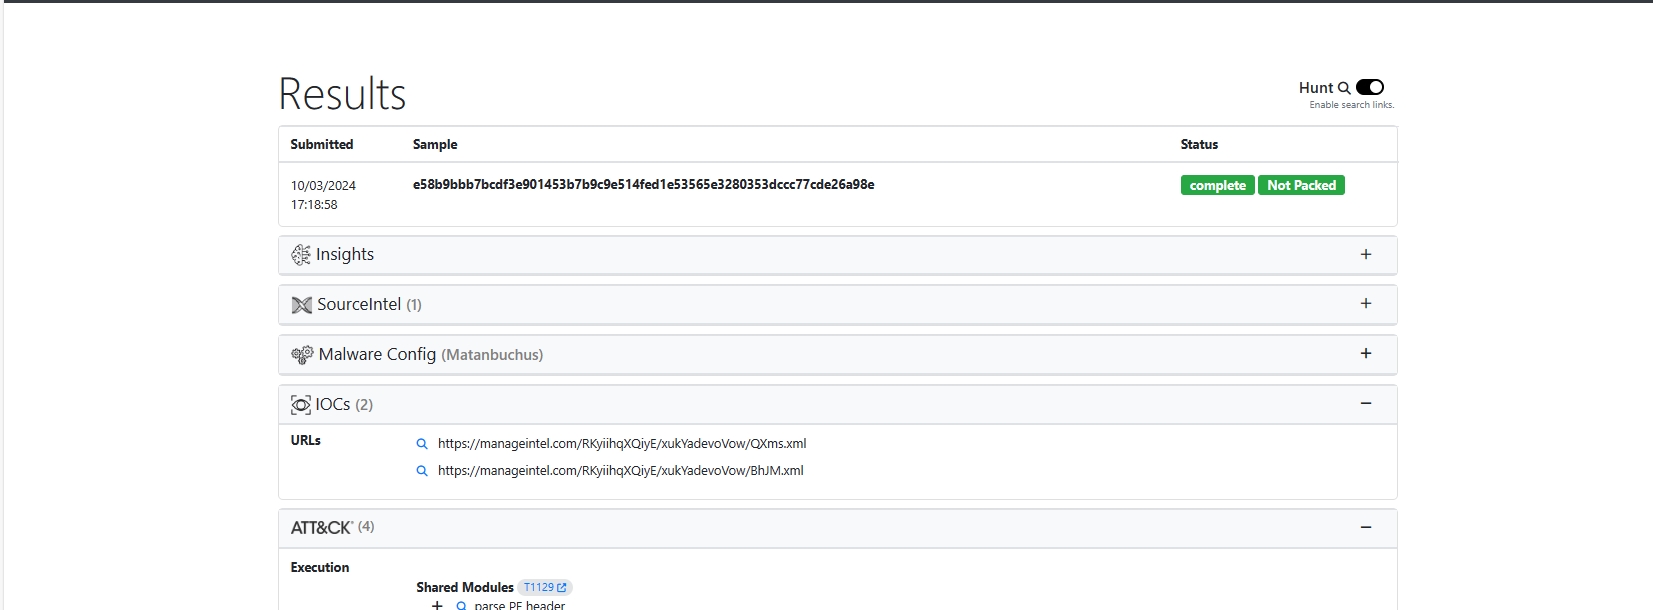 Results
Hunt
Enable search links.
Submitted Sample Status
10/03/2024
17:18:58
e58b9bbb7bcdf3e901453b7b9c9e514fed1e53565e3280353dccc77cde26a98e
complete Not Packed
Insights +
SourceIntel (1) +
Malware Config (Matanbuchus) +
IOCs (2) −
URLs
https://manageintel.com/RKyiihqXQiyE/xukYadevoVow/QXms.xml
https://manageintel.com/RKyiihqXQiyE/xukYadevoVow/BhJM.xml
ATT&CK® (4) −
Execution
Shared Modules T1129
+ parse PE header